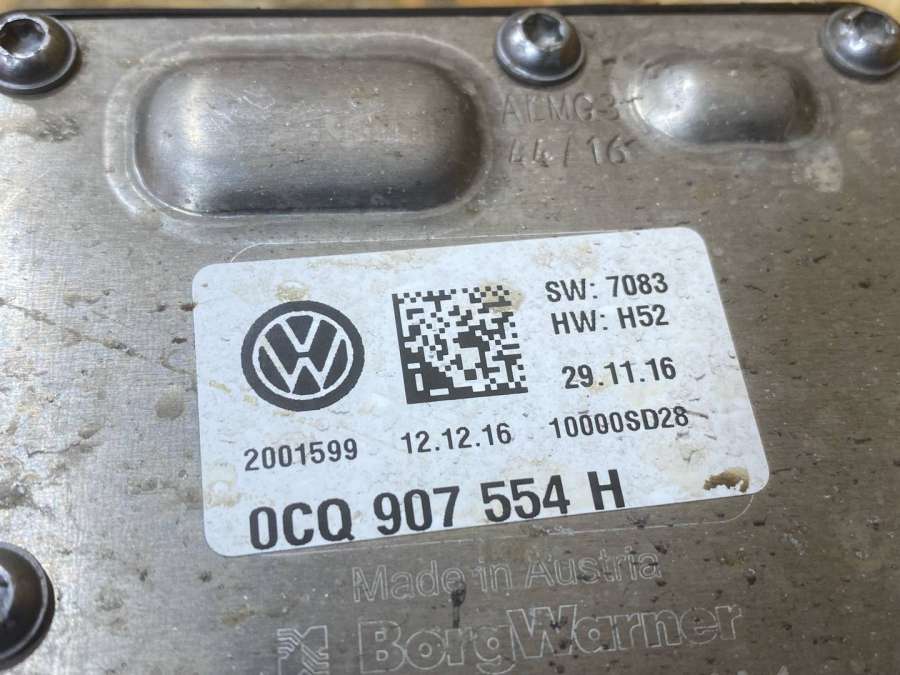 ALMG3
44/16
SW: 7083
HW: H52
29.11.16
2001599
12.12.16
10000SD28
0CQ 907 554 H
Made in Austria
BorgWarner